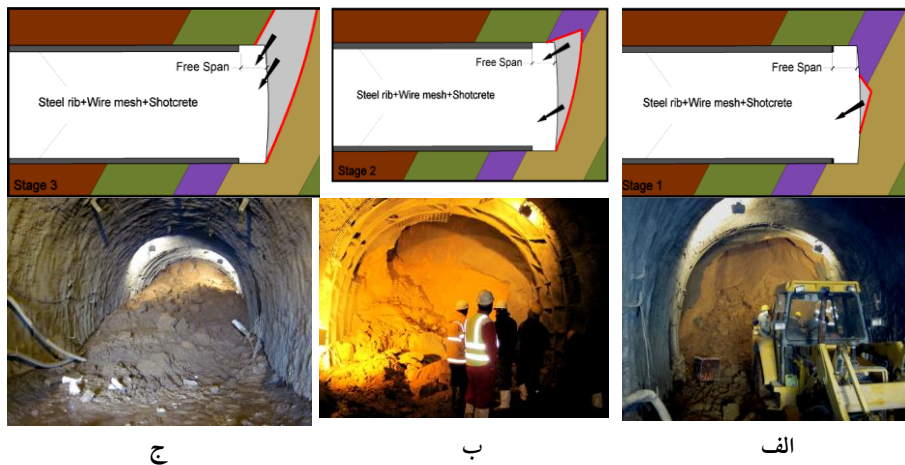 Free Span
Steel rib+Wire mesh+Shotcrete
Stage 3
Free Span
Steel rib+Wire mesh+Shotcrete
Stage 2
Free Span
Steel rib+Wire mesh+Shotcrete
Stage 1
ج
ب
الف